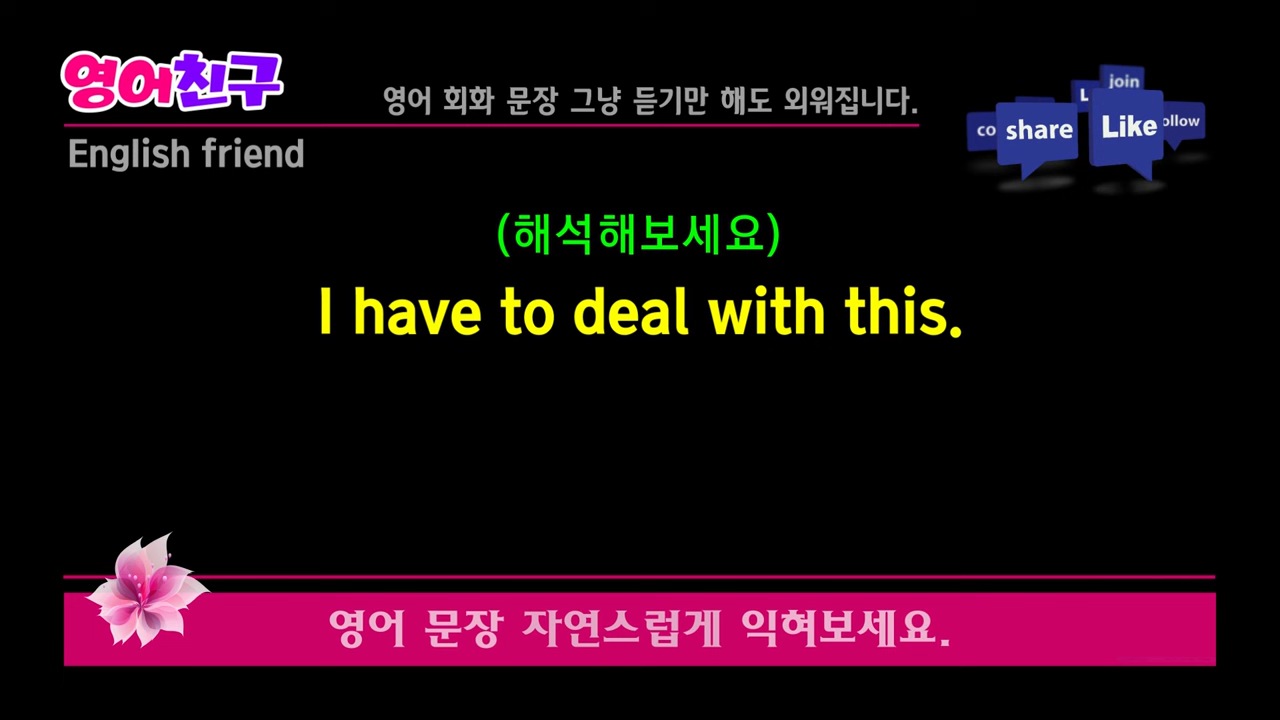 영어친구
영어 회화 문장 그냥 듣기만 해도 외워집니다.
English friend
join
L
co
share
Like
ollow
(해석해보세요)
I have to deal with this.
영어 문장 자연스럽게 익혀보세요.